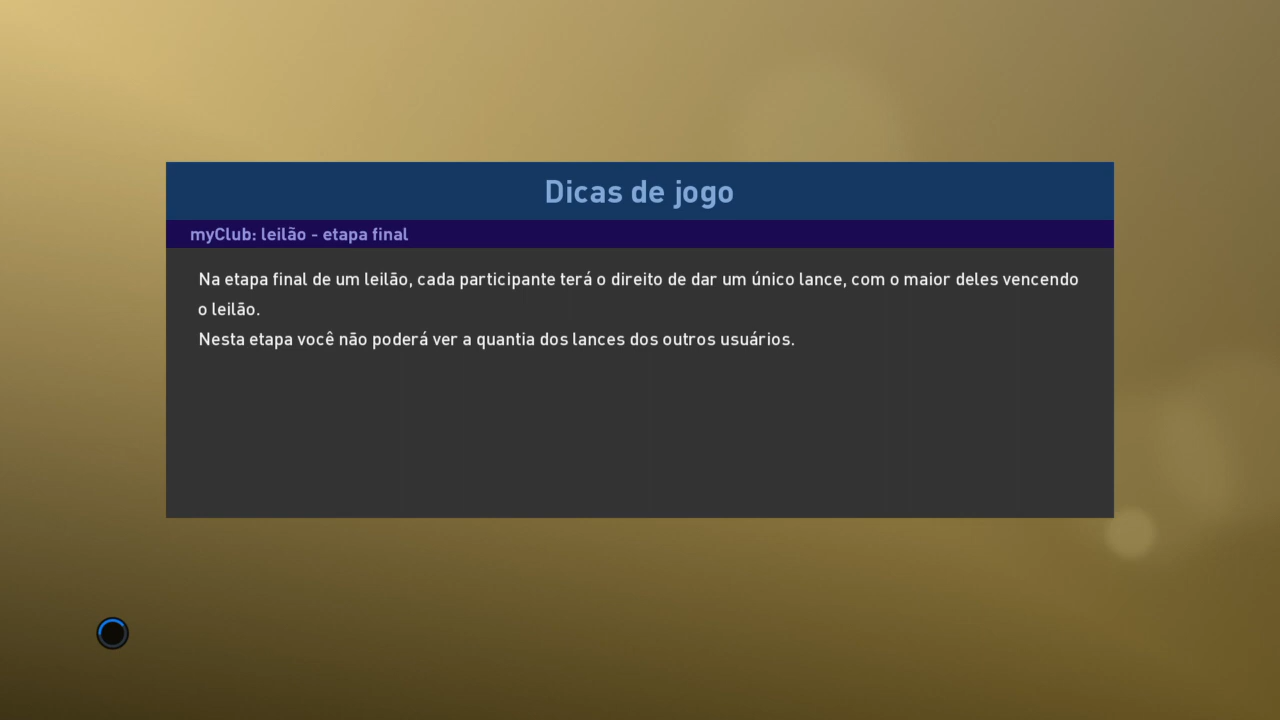 Dicas de jogo
myClub: leilão - etapa final
Na etapa final de um leilão, cada participante terá o direito de dar um único lance, com o maior deles vencendo
o leilão.
Nesta etapa você não poderá ver a quantia dos lances dos outros usuários.